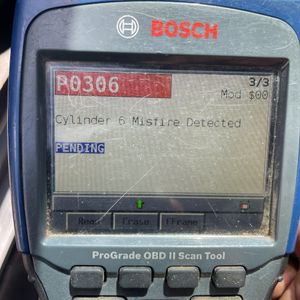 BOSCH
P0306
3/3
Mod $00
Cylinder 6 Misfire Detected
PENDING
Read Erase FFrame
ProGrade OBD II Scan Tool